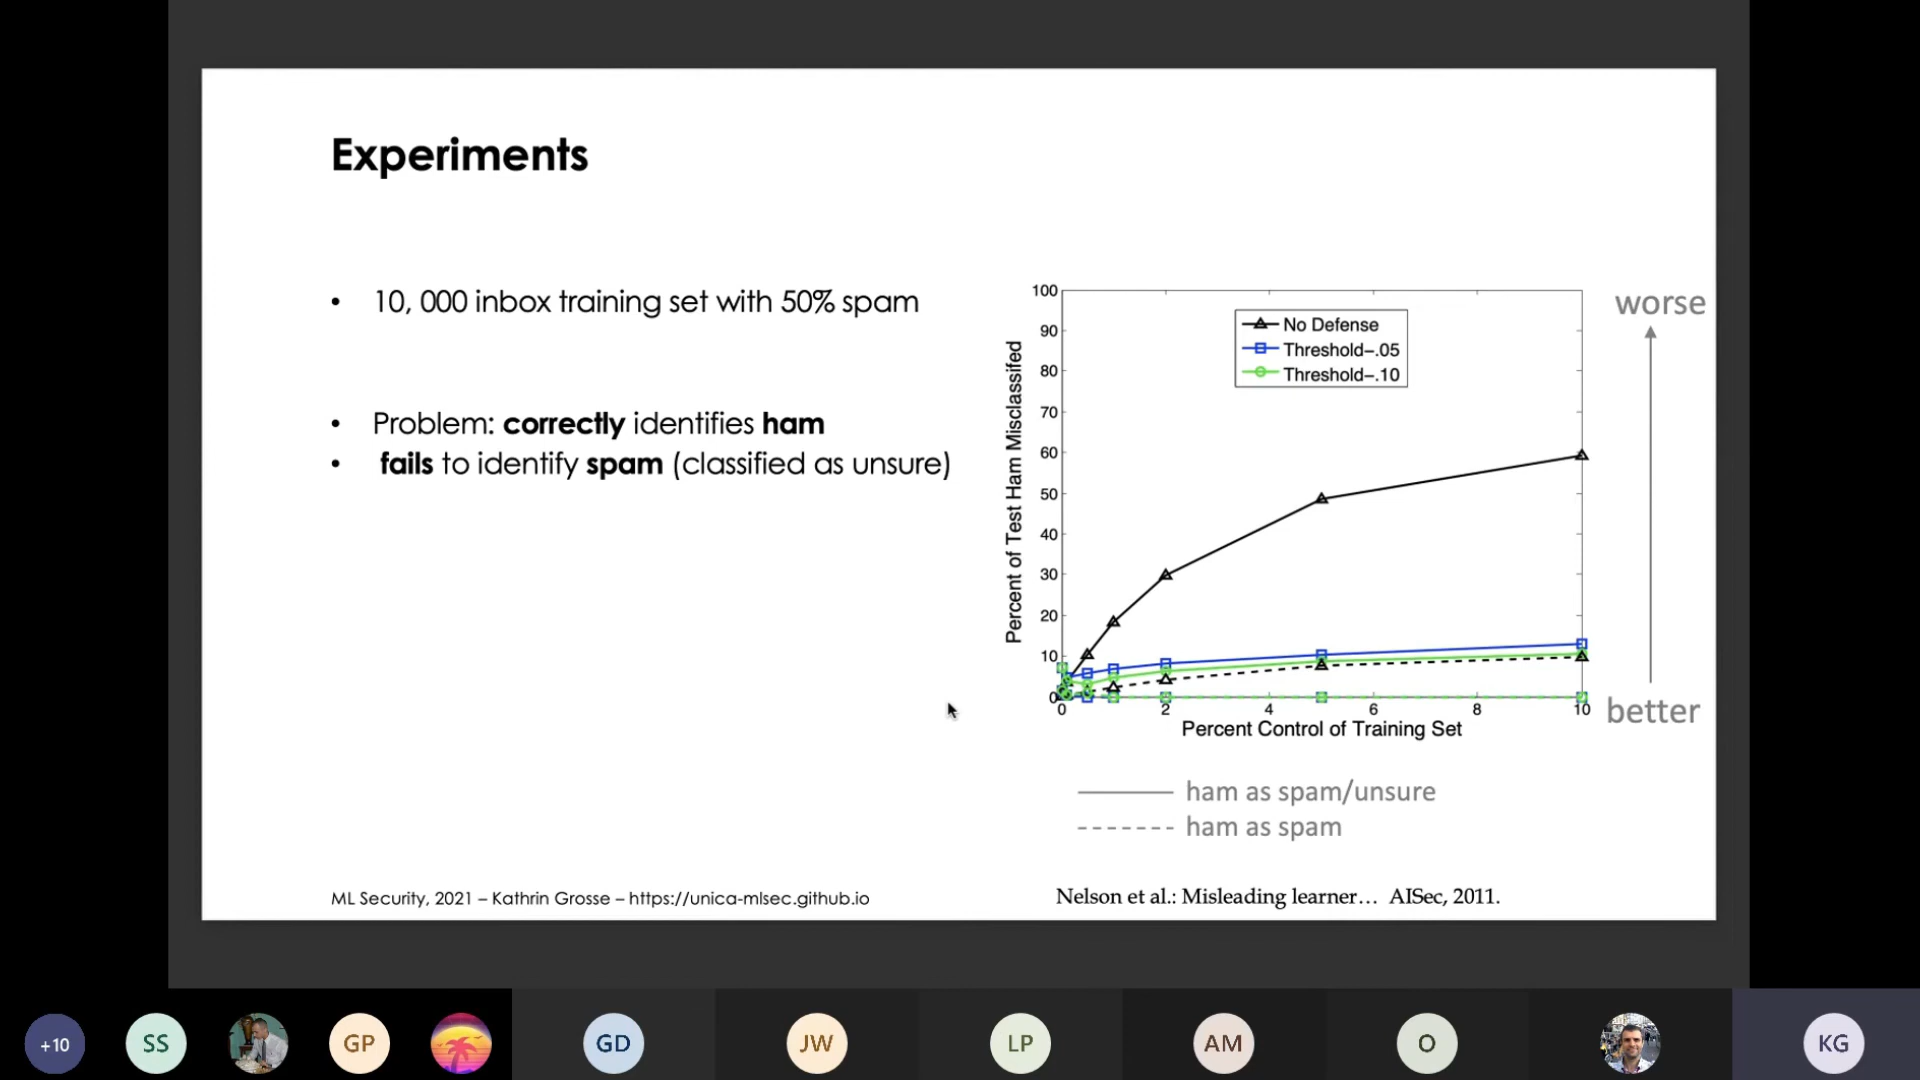 Experiments
• 10, 000 inbox training set with 50% spam
• Problem: correctly identifies ham
• fails to identify spam (classified as unsure)
100
90
80
70
60
50
40
30
20
10
0
Percent of Test Ham Misclassifed
No Defense
Threshold–.05
Threshold–.10
0 2 4 6 8 10
Percent Control of Training Set
worse
better
ham as spam/unsure
ham as spam
ML Security, 2021 – Kathrin Grosse – https://unica-mlsec.github.io
Nelson et al.: Misleading learner… AISec, 2011.
+10 SS GP GD JW LP AM O KG